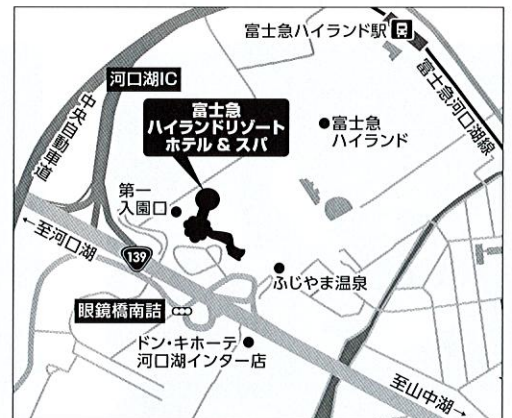 富士急ハイランド駅
河口湖IC
富士急河口湖線
中央自動車道
富士急
ハイランドリゾート
ホテル & スパ
●富士急
ハイランド
第一
入園口
←至河口湖
139
ふじやま温泉
眼鏡橋南詰
ドン・キホーテ
河口湖インター店
至山中湖→